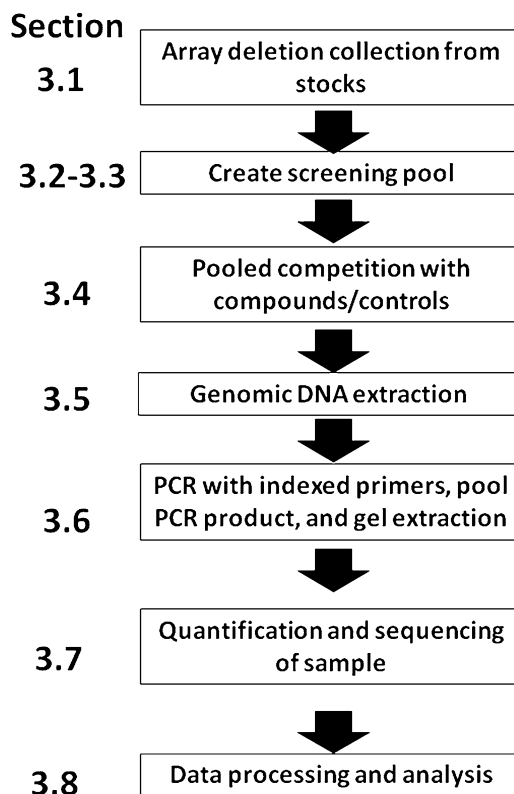 Section
3.1
Array deletion collection from
stocks
3.2-3.3
Create screening pool
3.4
Pooled competition with
compounds/controls
3.5
Genomic DNA extraction
3.6
PCR with indexed primers, pool
PCR product, and gel extraction
3.7
Quantification and sequencing
of sample
3.8
Data processing and analysis